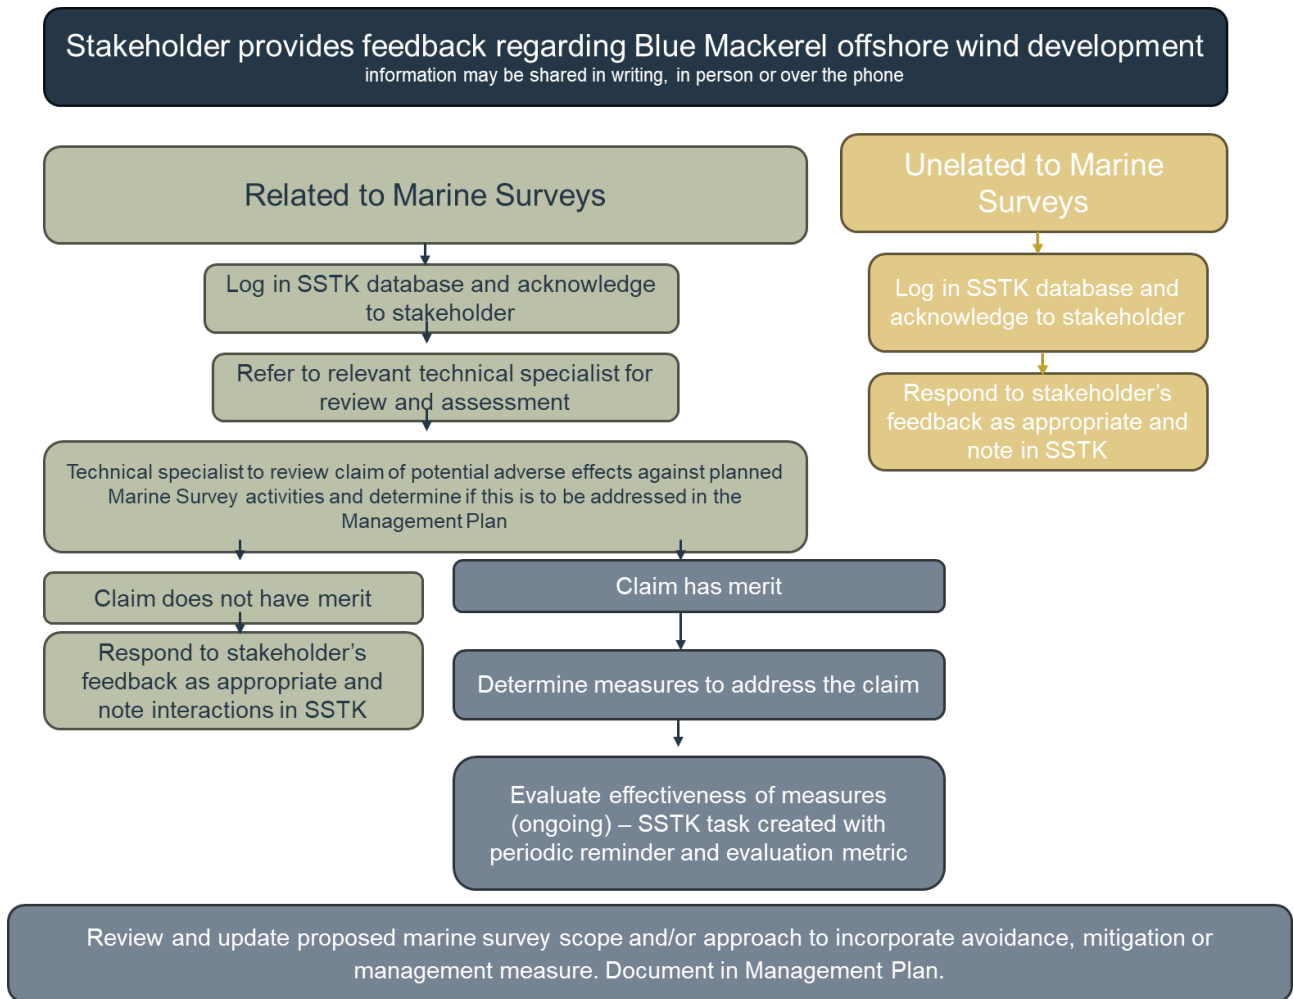 Stakeholder provides feedback regarding Blue Mackerel offshore wind development
information may be shared in writing, in person or over the phone
Related to Marine Surveys
Log in SSTK database and acknowledge
to stakeholder
Refer to relevant technical specialist for
review and assessment
Technical specialist to review claim of potential adverse effects against planned
Marine Survey activities and determine if this is to be addressed in the
Management Plan
Claim does not have merit
Respond to stakeholder’s
feedback as appropriate and
note interactions in SSTK
Claim has merit
Determine measures to address the claim
Evaluate effectiveness of measures
(ongoing) – SSTK task created with
periodic reminder and evaluation metric
Unelated to Marine
Surveys
Log in SSTK database and
acknowledge to stakeholder
Respond to stakeholder’s
feedback as appropriate and
note in SSTK
Review and update proposed marine survey scope and/or approach to incorporate avoidance, mitigation or
management measure. Document in Management Plan.